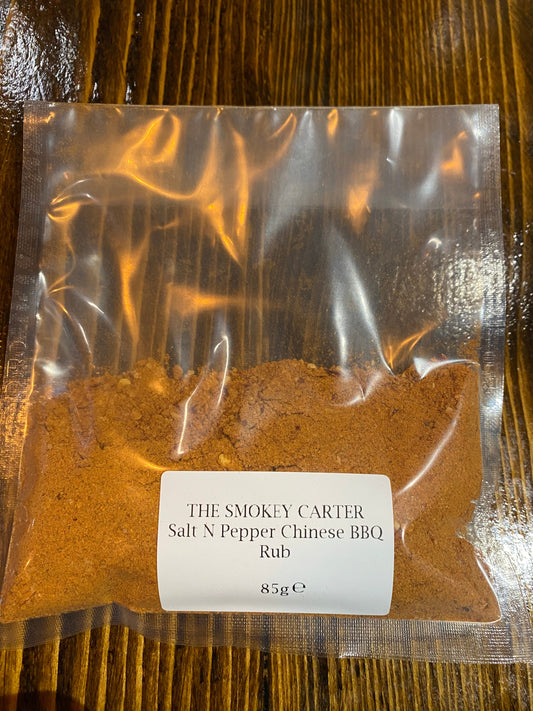 THE SMOKEY CARTER
Salt N Pepper Chinese BBQ
Rub
85g℮